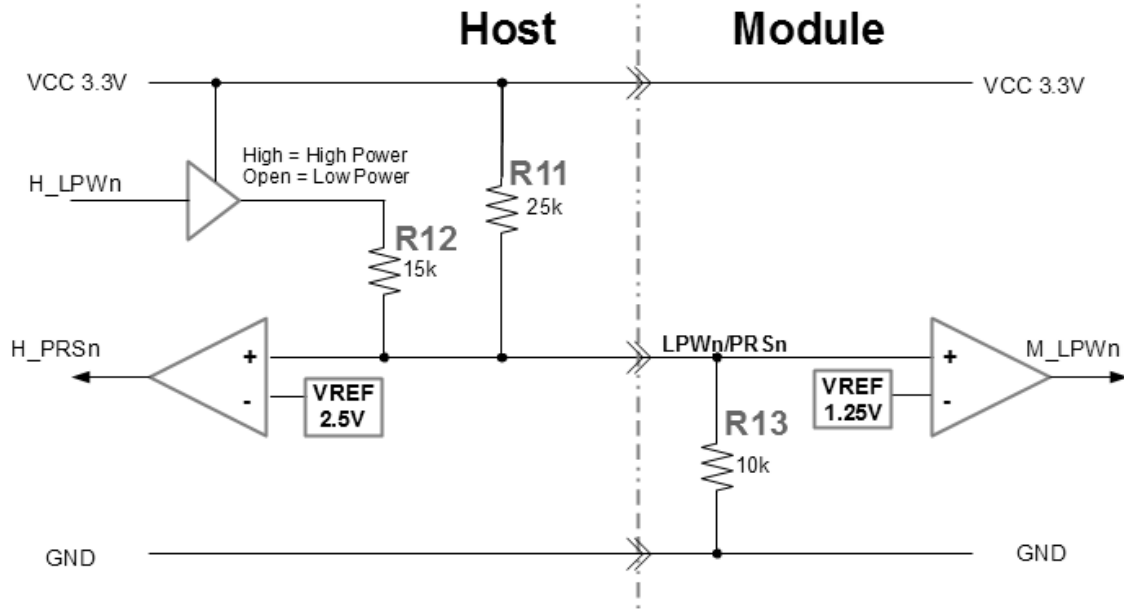 Host
Module
VCC 3.3V
VCC 3.3V
High = High Power
Open = Low Power
H_LPWn
R11
25k
R12
15k
H_PRSn
+
-
VREF
2.5V
LPWn/PRSn
VREF
1.25V
+
-
M_LPWn
R13
10k
GND
GND